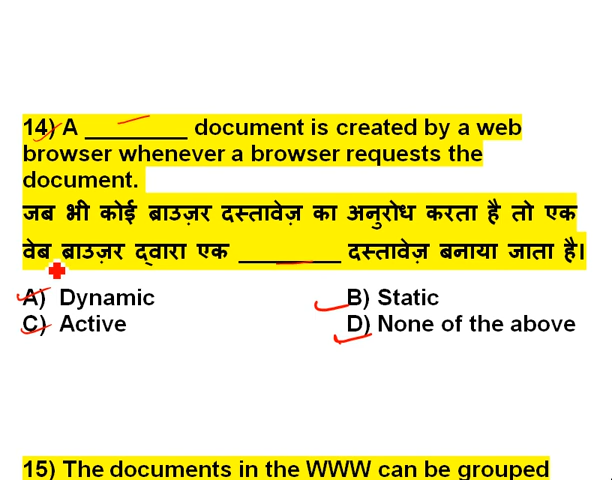 14) A _________ document is created by a web
browser whenever a browser requests the
document.
जब भी कोई ब्राउज़र दस्तावेज़ का अनुरोध करता है तो एक
वेब ब्राउज़र द्वारा एक _________ दस्तावेज़ बनाया जाता है।
A) Dynamic B) Static
C) Active D) None of the above
15) The documents in the WWW can be grouped